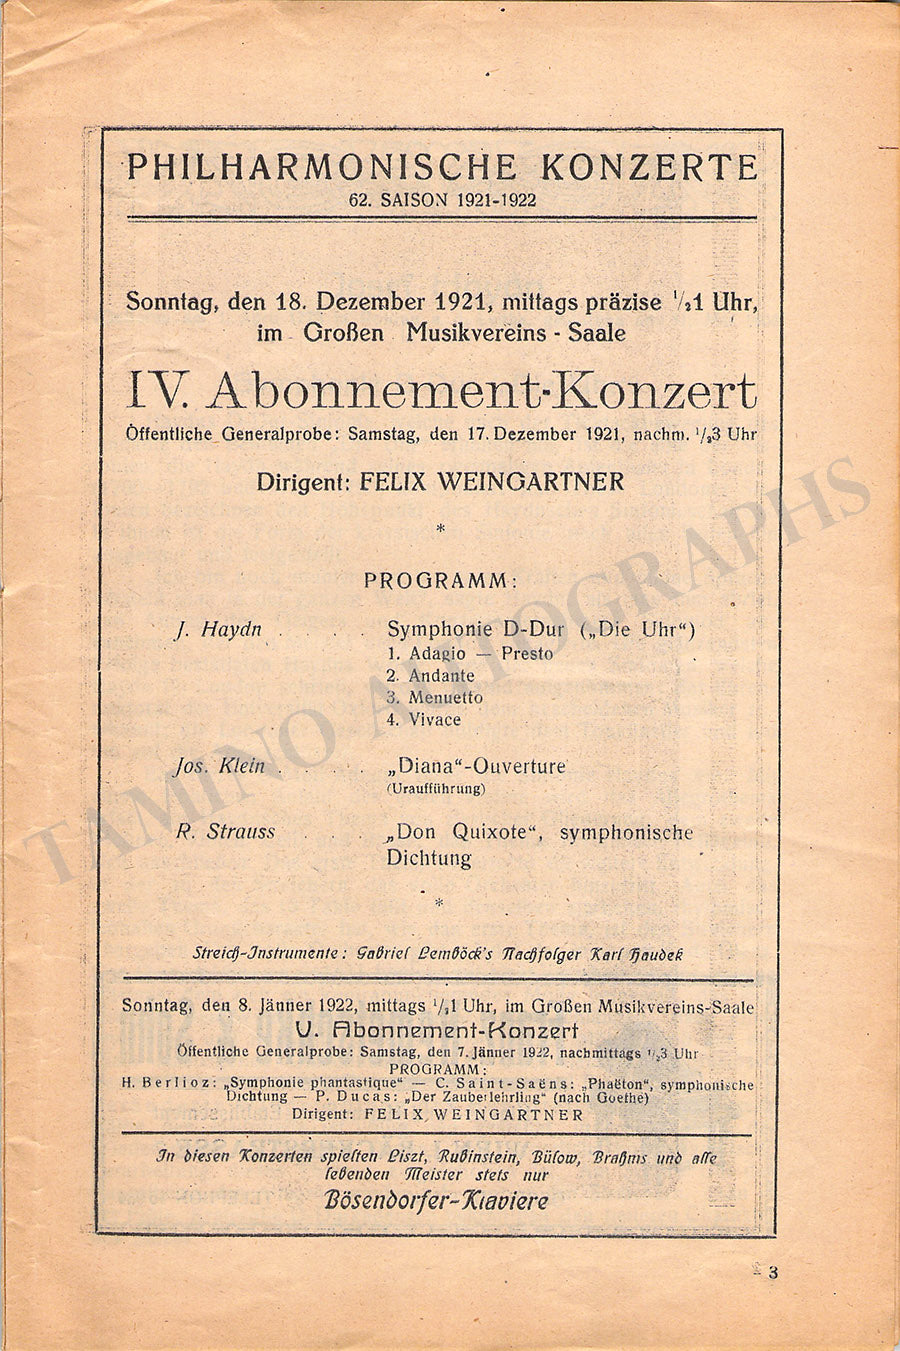 PHILHARMONISCHE KONZERTE
62. SAISON 1921-1922
Sonntag, den 18. Dezember 1921, mittags präzise ½1 Uhr,
im Großen Musikvereins-Saale
IV. Abonnement-Konzert
Öffentliche Generalprobe: Samstag, den 17. Dezember 1921, nachm. ½3 Uhr
Dirigent: FELIX WEINGARTNER
*
PROGRAMM:
J. Haydn . . . . Symphonie D-Dur („Die Uhr“)
1. Adagio — Presto
2. Andante
3. Menuetto
4. Vivace
Jos. Klein . . . . „Diana“-Ouverture
(Uraufführung)
R. Strauss . . . „Don Quixote“, symphonische
Dichtung
*
Streich-Instrumente: Gabriel Lemböck's Nachfolger Karl Haudek
Sonntag, den 8. Jänner 1922, mittags ½1 Uhr, im Großen Musikvereins-Saale
V. Abonnement-Konzert
Öffentliche Generalprobe: Samstag, den 7. Jänner 1922, nachmittags ½3 Uhr
PROGRAMM:
H. Berlioz: „Symphonie phantastique“ — C. Saint-Saëns: „Phaëton“, symphonische
Dichtung — P. Ducas: „Der Zauberlehrling“ (nach Goethe)
Dirigent: FELIX WEINGARTNER
In diesen Konzerten spielten Liszt, Rubinstein, Bülow, Brahms und alle
lebenden Meister stets nur
Bösendorfer-Klaviere
3
TAMINO AUTOGRAPHS